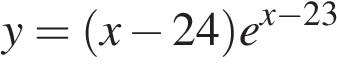 y = (x − 24)e^{x−23}